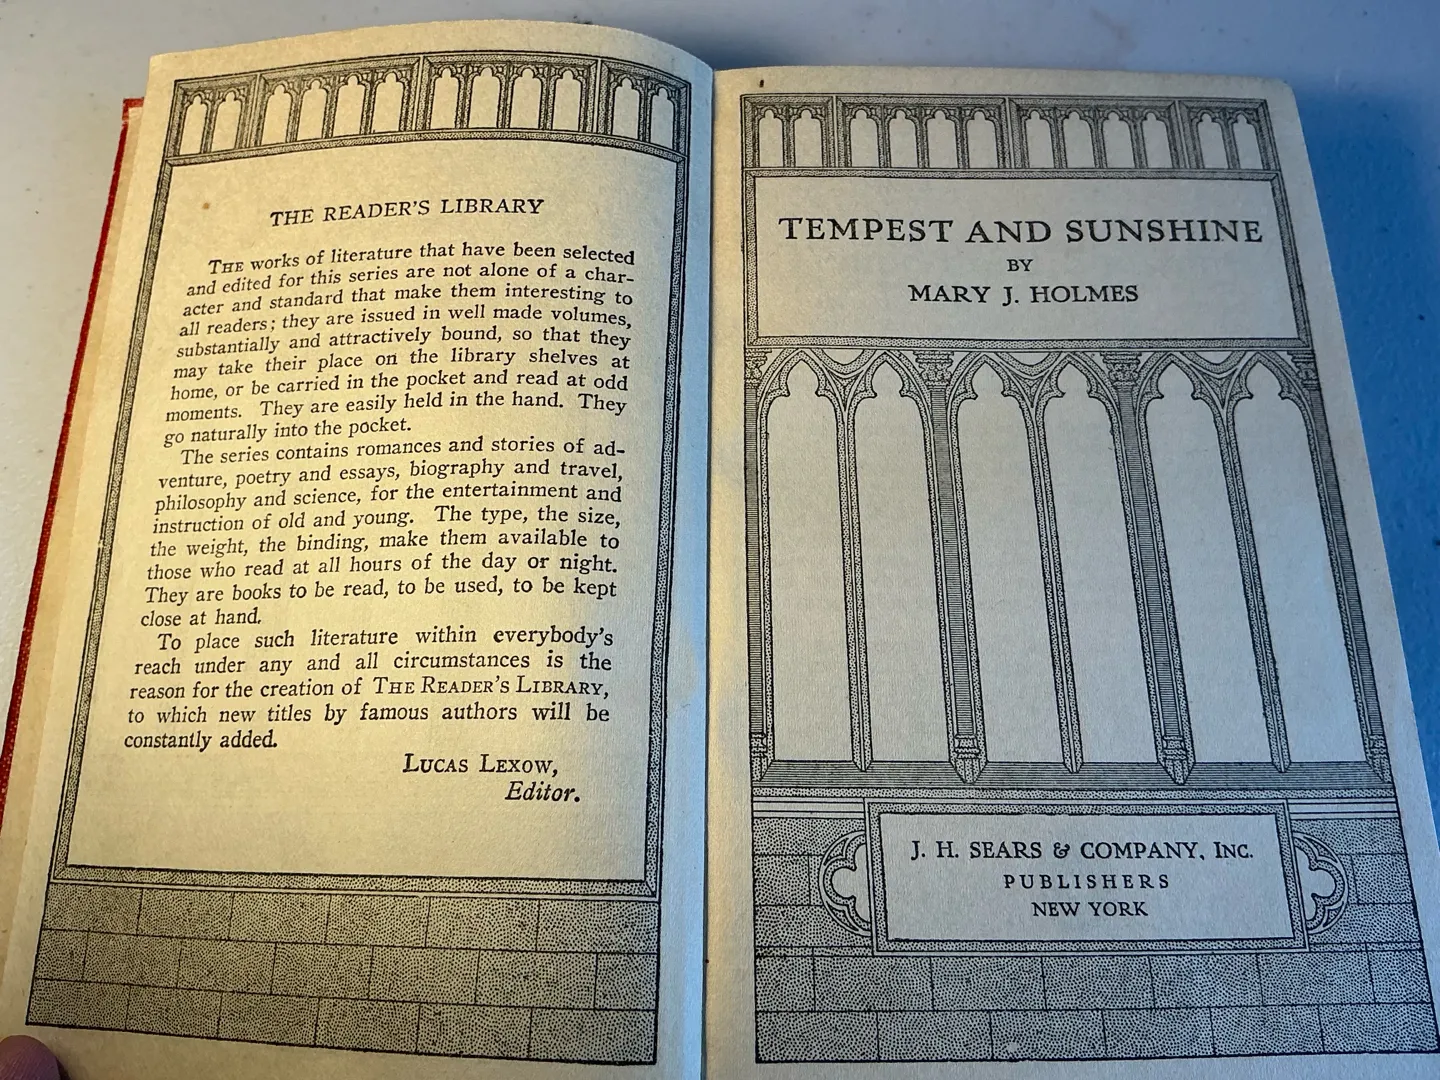 THE READER'S LIBRARY
THE works of literature that have been selected
and edited for this series are not alone of a char-
acter and standard that make them interesting to
all readers; they are issued in well made volumes,
substantially and attractively bound, so that they
may take their place on the library shelves at
home, or be carried in the pocket and read at odd
moments. They are easily held in the hand. They
go naturally into the pocket.
The series contains romances and stories of ad-
venture, poetry and essays, biography and travel,
philosophy and science, for the entertainment and
instruction of old and young. The type, the size,
the weight, the binding, make them available to
those who read at all hours of the day or night.
They are books to be read, to be used, to be kept
close at hand.
To place such literature within everybody's
reach under any and all circumstances is the
reason for the creation of THE READER'S LIBRARY,
to which new titles by famous authors will be
constantly added.
LUCAS LEXOW,
Editor.
TEMPEST AND SUNSHINE
BY
MARY J. HOLMES
J. H. SEARS & COMPANY, INC.
PUBLISHERS
NEW YORK